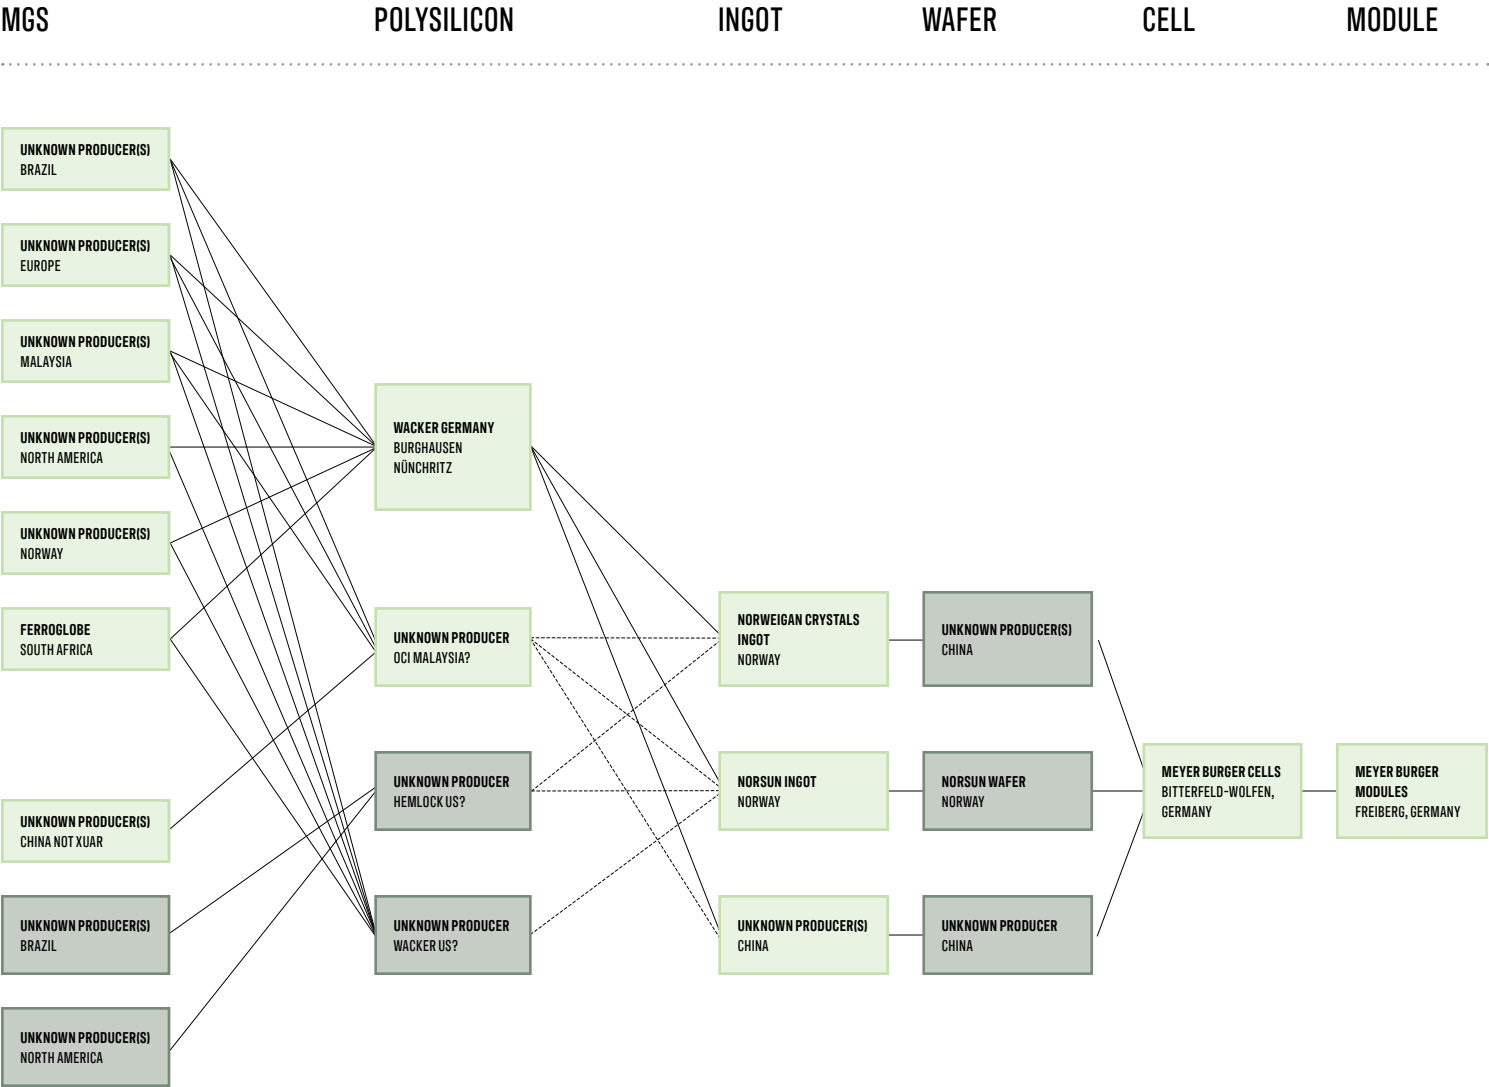 MGS
POLYSILICON
INGOT
WAFER
CELL
MODULE
UNKNOWN PRODUCER(S)
BRAZIL
UNKNOWN PRODUCER(S)
EUROPE
UNKNOWN PRODUCER(S)
MALAYSIA
UNKNOWN PRODUCER(S)
NORTH AMERICA
UNKNOWN PRODUCER(S)
NORWAY
FERROGLOBE
SOUTH AFRICA
UNKNOWN PRODUCER(S)
CHINA NOT XUAR
UNKNOWN PRODUCER(S)
BRAZIL
UNKNOWN PRODUCER(S)
NORTH AMERICA
WACKER GERMANY
BURGHAUSEN
NÜNCHRITZ
UNKNOWN PRODUCER
OCI MALAYSIA?
UNKNOWN PRODUCER
HEMLOCK US?
UNKNOWN PRODUCER
WACKER US?
NORWEIGAN CRYSTALS
INGOT
NORWAY
NORSUN INGOT
NORWAY
UNKNOWN PRODUCER(S)
CHINA
UNKNOWN PRODUCER(S)
CHINA
NORSUN WAFER
NORWAY
UNKNOWN PRODUCER
CHINA
MEYER BURGER CELLS
BITTERFELD-WOLFEN,
GERMANY
MEYER BURGER
MODULES
FREIBERG, GERMANY